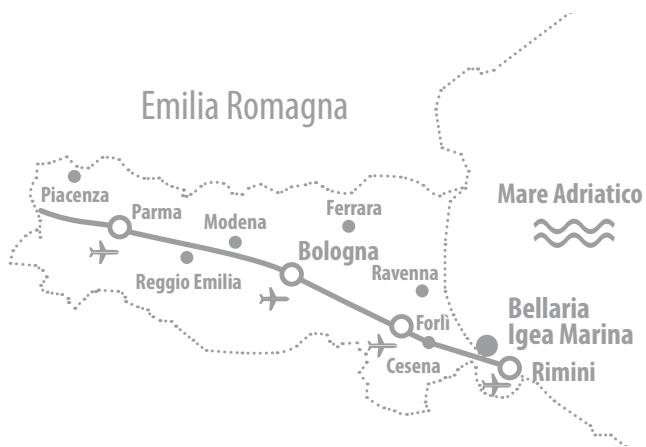 Emilia Romagna
Piacenza
Parma
Modena
Ferrara
Mare Adriatico
Reggio Emilia
Bologna
Ravenna
Forlì
Cesena
Bellaria
Igea Marina
Rimini